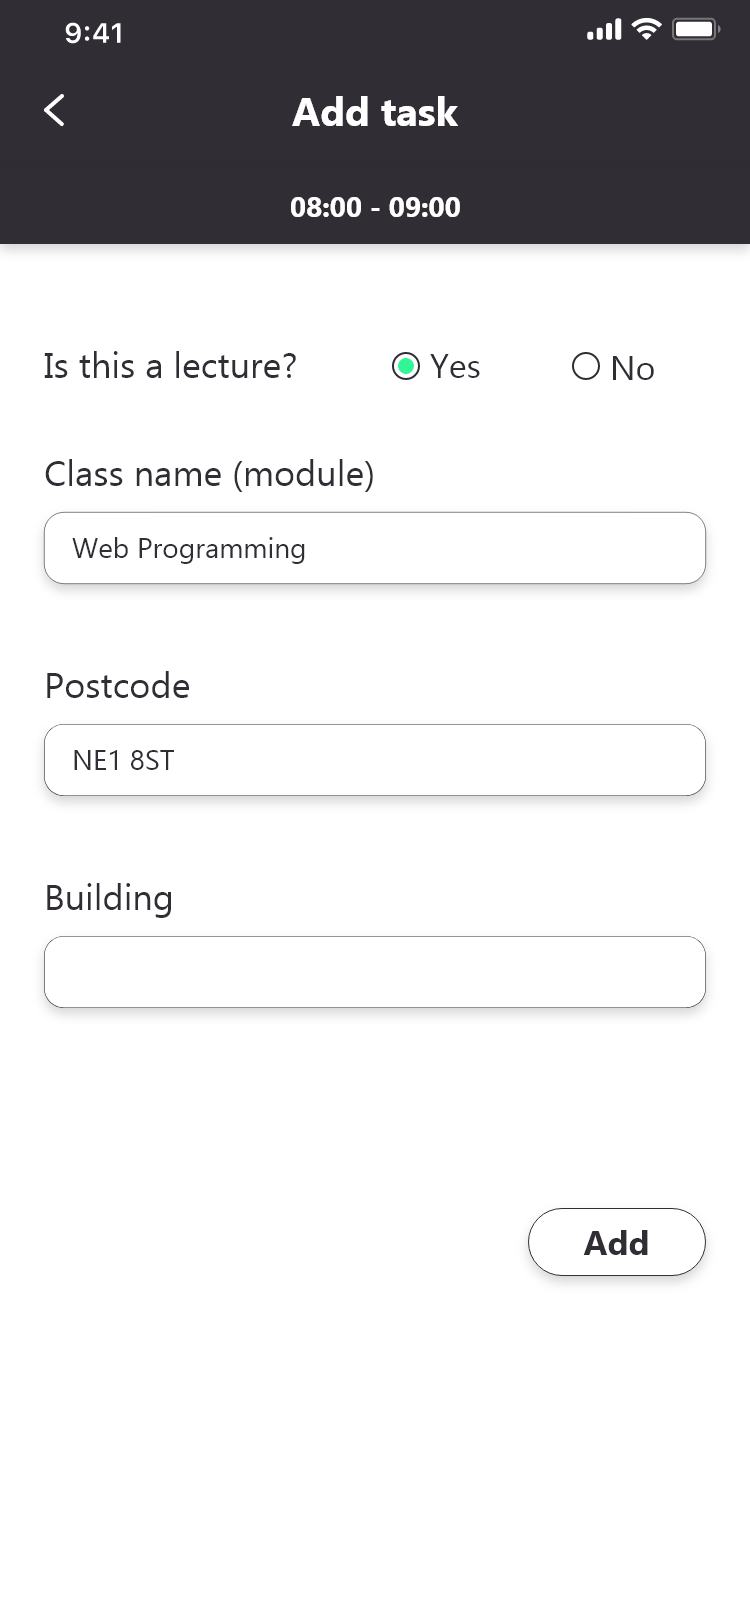 9:41
Add task
08:00 - 09:00
Is this a lecture? Yes No
Class name (module)
Web Programming
Postcode
NE1 8ST
Building
Add